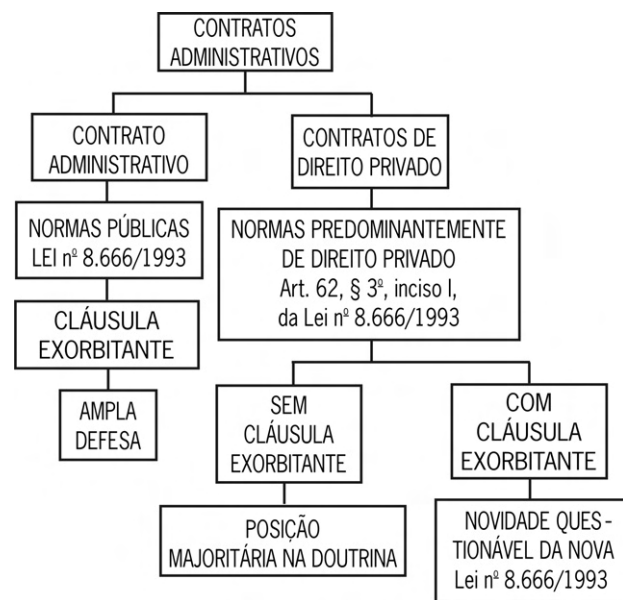 CONTRATOS
ADMINISTRATIVOS
CONTRATO
ADMINISTRATIVO
CONTRATOS DE
DIREITO PRIVADO
NORMAS PÚBLICAS
LEI nº 8.666/1993
NORMAS PREDOMINANTEMENTE
DE DIREITO PRIVADO
Art. 62, § 3º, inciso I,
da Lei nº 8.666/1993
CLÁUSULA
EXORBITANTE
AMPLA
DEFESA
SEM
CLÁUSULA
EXORBITANTE
COM
CLÁUSULA
EXORBITANTE
POSIÇÃO
MAJORITÁRIA NA DOUTRINA
NOVIDADE QUES-
TIONÁVEL DA NOVA
Lei nº 8.666/1993